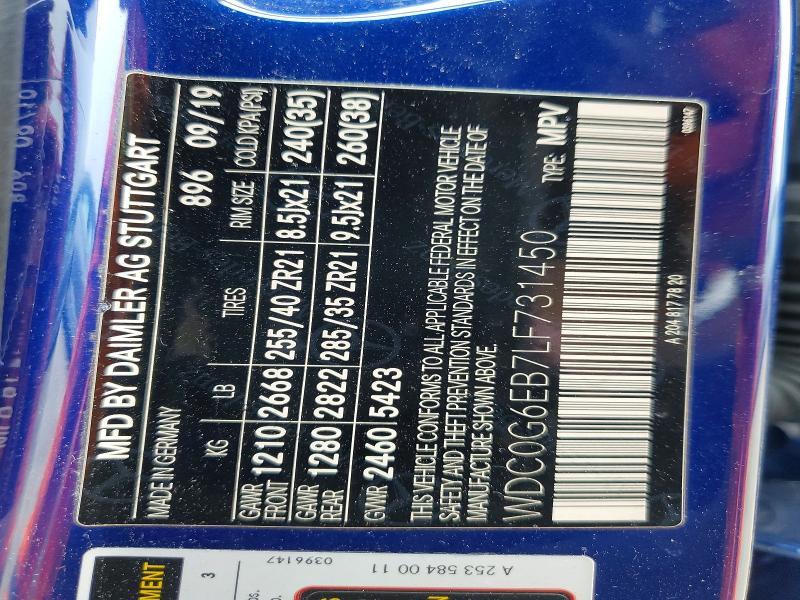 MFD BY DAIMLER AG STUTTGART
MADE IN GERMANY 896 09/19
KG LB TIRES RIM SIZE COLD KPA(PSI)
GAWR FRONT 1210 2668 255/40 ZR21 8.5Jx21 240(35)
GAWR REAR 1280 2822 285/35 ZR21 9.5Jx21 260(38)
GVWR 2460 5423
THIS VEHICLE CONFORMS TO ALL APPLICABLE FEDERAL MOTOR VEHICLE
SAFETY AND THEFT PREVENTION STANDARDS IN EFFECT ON THE DATE OF
MANUFACTURE SHOWN ABOVE.
WDC0G6EB7LF731450 TYPE: MPV
A 204 817 78 20
0396147
A 253 584 00 11
3